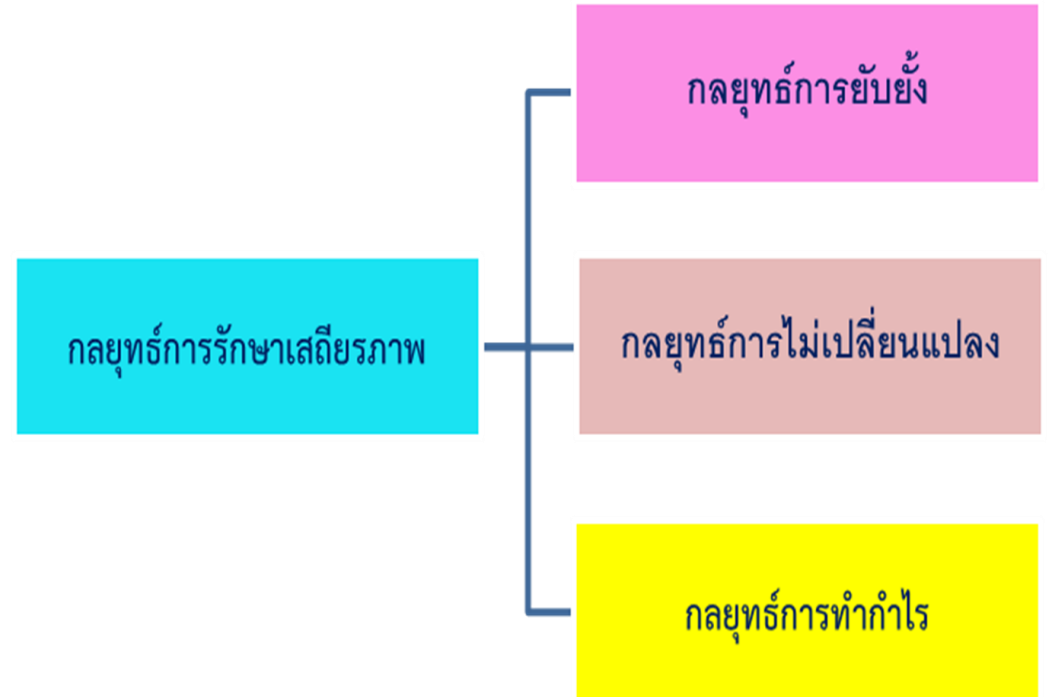 กลยุทธ์การยับยั้ง
กลยุทธ์การรักษาเสถียรภาพ
กลยุทธ์การไม่เปลี่ยนแปลง
กลยุทธ์การทำกำไร